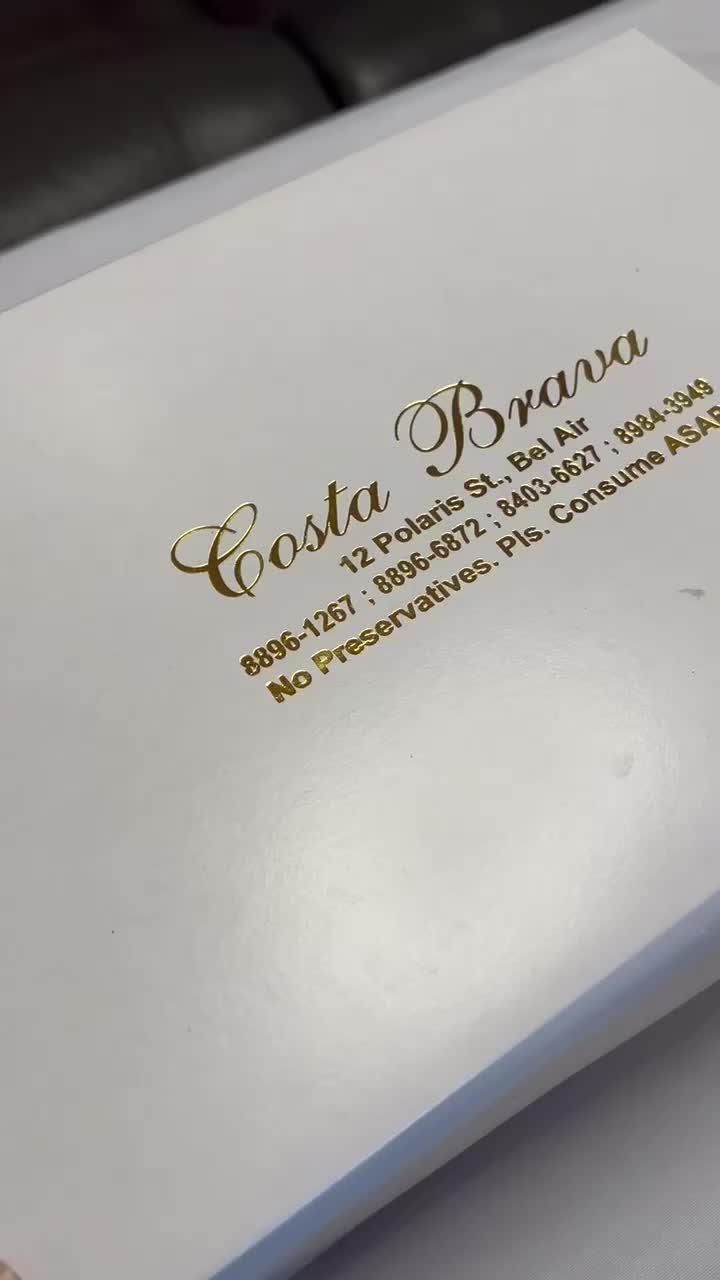 Costa Brava
12 Polaris St., Bel Air
8896-1267 ; 8896-6872 ; 8403-6627 ; 8984-3949
No Preservatives. Pls. Consume ASAP